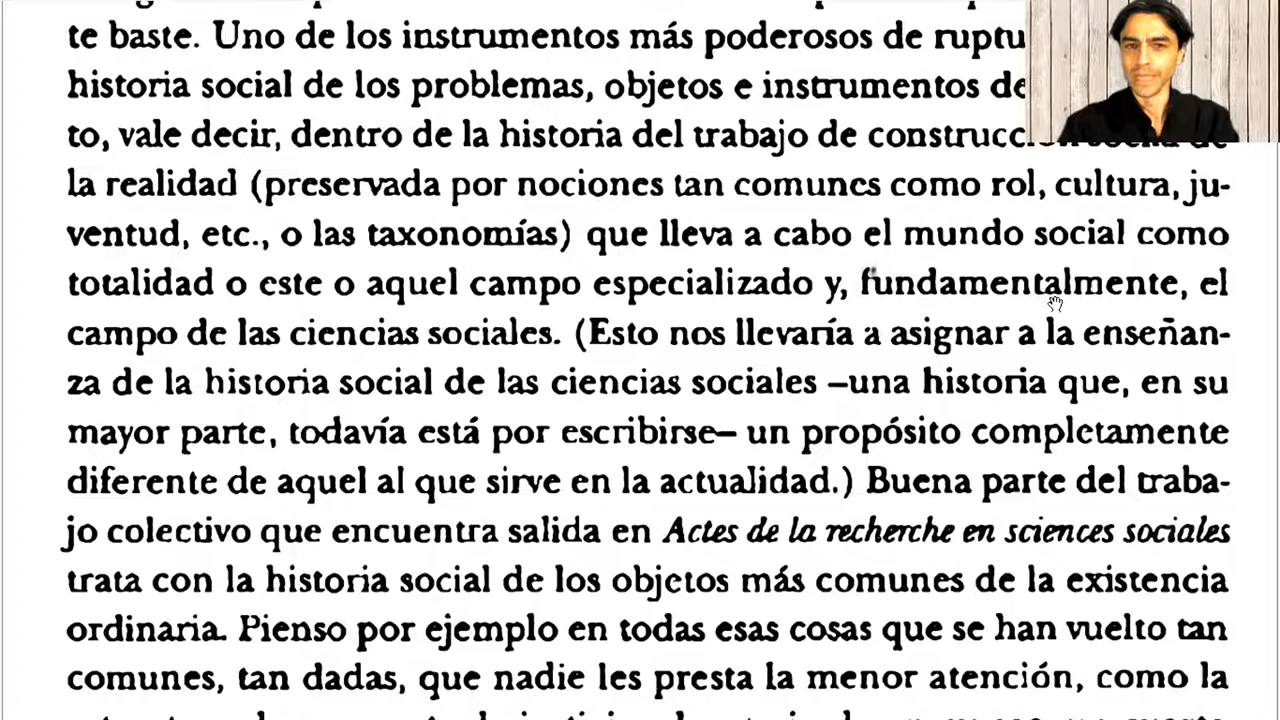 te baste. Uno de los instrumentos más poderosos de
historia social de los problemas, objetos e instrumentos de
to, vale decir, dentro de la historia del trabajo de
la realidad (preservada por nociones tan comunes como rol, cultura, ju-
ventud, etc., o las taxonomías) que lleva a cabo el mundo social como
totalidad o este o aquel campo especializado y, fundamentalmente, el
campo de las ciencias sociales. (Esto nos llevaría a asignar a la enseñan-
za de la historia social de las ciencias sociales –una historia que, en su
mayor parte, todavía está por escribirse– un propósito completamente
diferente de aquel al que sirve en la actualidad.) Buena parte del traba-
jo colectivo que encuentra salida en Actes de la recherche en sciences sociales
trata con la historia social de los objetos más comunes de la existencia
ordinaria. Pienso por ejemplo en todas esas cosas que se han vuelto tan
comunes, tan dadas, que nadie les presta la menor atención, como la